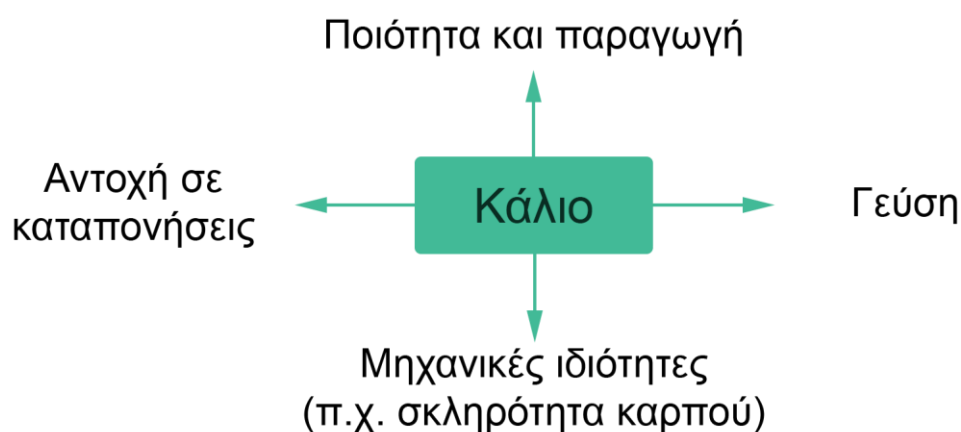 Ποιότητα και παραγωγή
Αντοχή σε
καταπονήσεις
Κάλιο
Γεύση
Μηχανικές ιδιότητες
(π.χ. σκληρότητα καρπού)